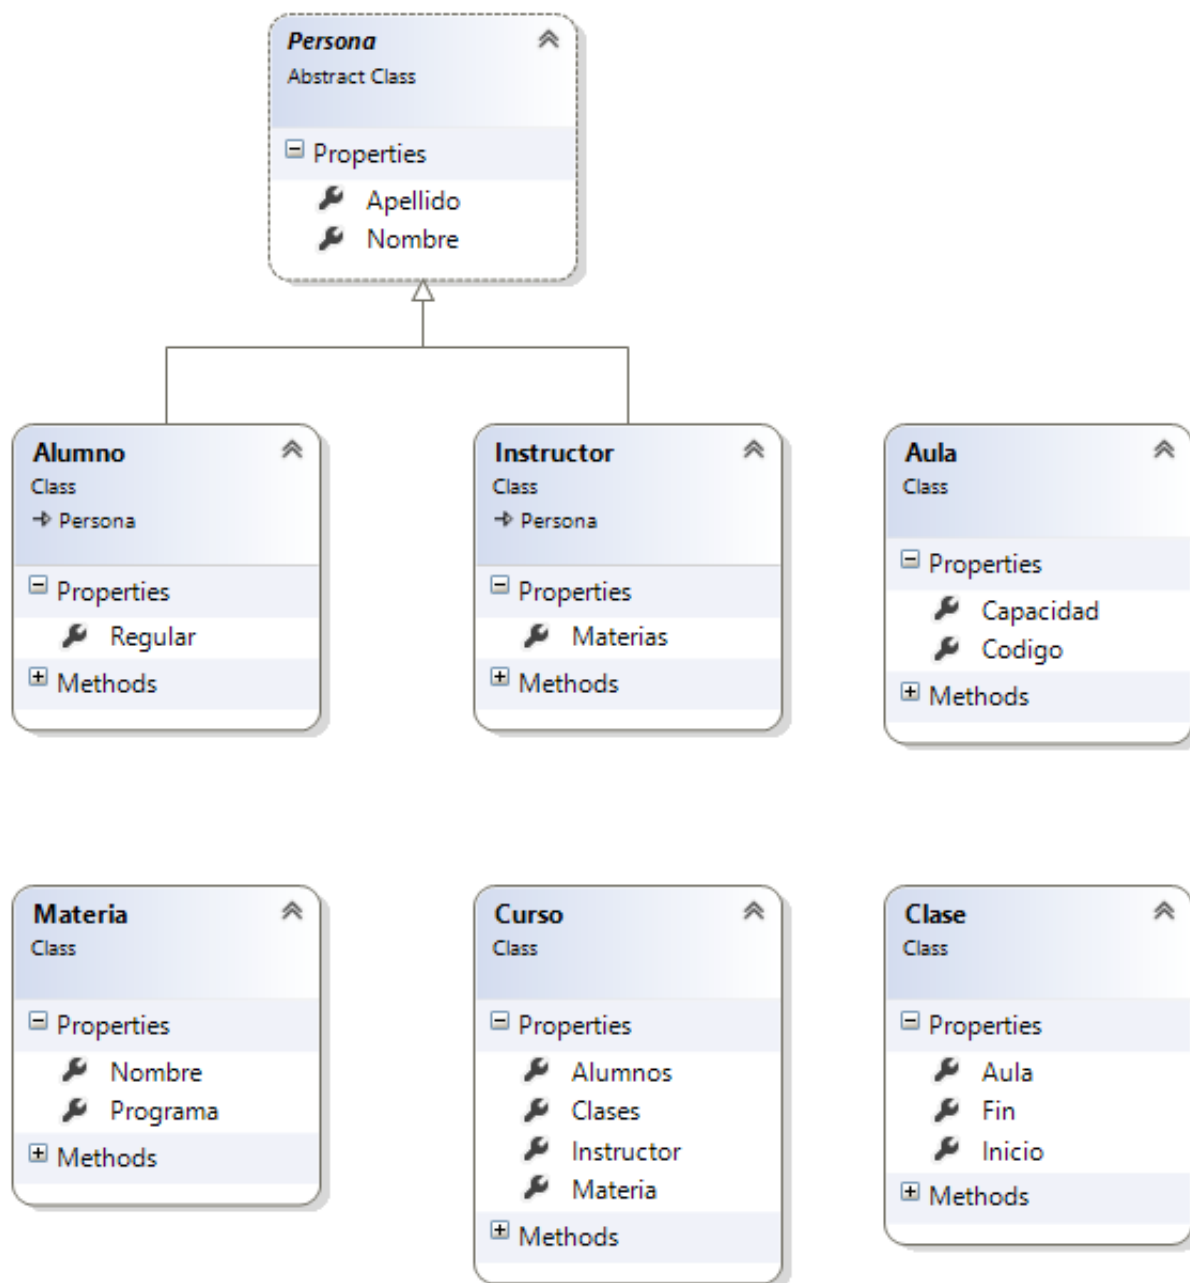 Persona
Abstract Class
Properties
Apellido
Nombre
Alumno
Class
Persona
Properties
Regular
Methods
Instructor
Class
Persona
Properties
Materias
Methods
Aula
Class
Properties
Capacidad
Codigo
Methods
Materia
Class
Properties
Nombre
Programa
Methods
Curso
Class
Properties
Alumnos
Clases
Instructor
Materia
Methods
Clase
Class
Properties
Aula
Fin
Inicio
Methods